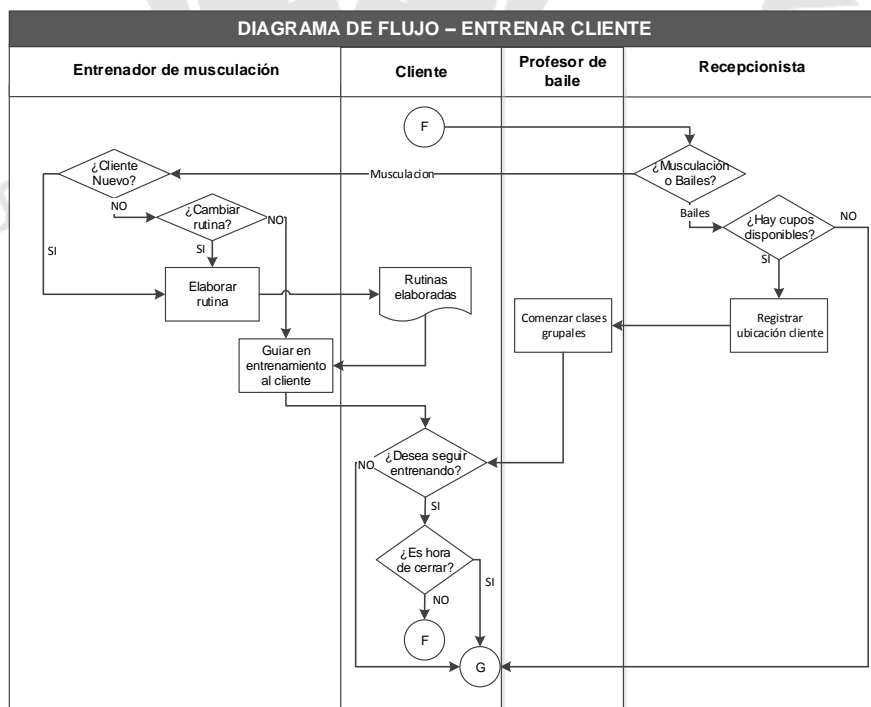 DIAGRAMA DE FLUJO – ENTRENAR CLIENTE
Entrenador de musculación
Cliente
Profesor de
baile
Recepcionista
F
¿Cliente
Nuevo?
Musculacion
¿Musculación
o Bailes?
NO
¿Cambiar
rutina?
NO
Bailes
¿Hay cupos
disponibles?
NO
SI
SI
SI
Elaborar
rutina
Rutinas
elaboradas
Comenzar clases
grupales
Registrar
ubicación cliente
Guiar en
entrenamiento
al cliente
¿Desea seguir
entrenando?
NO
SI
¿Es hora
de cerrar?
SI
NO
F
G